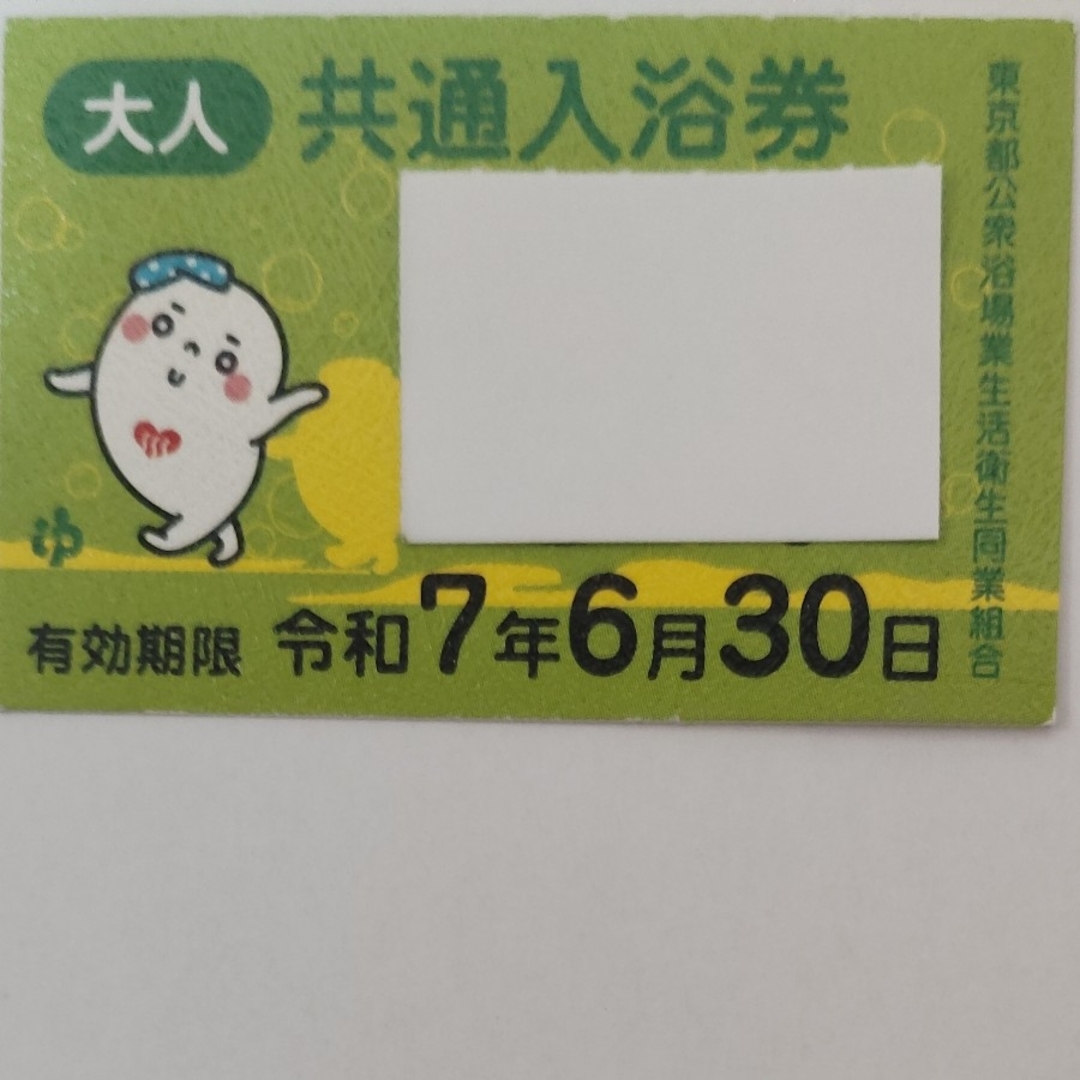 大人 共通入浴券
ゆ
有効期限 令和7年6月30日
東京都公衆浴場業生活衛生同業組合